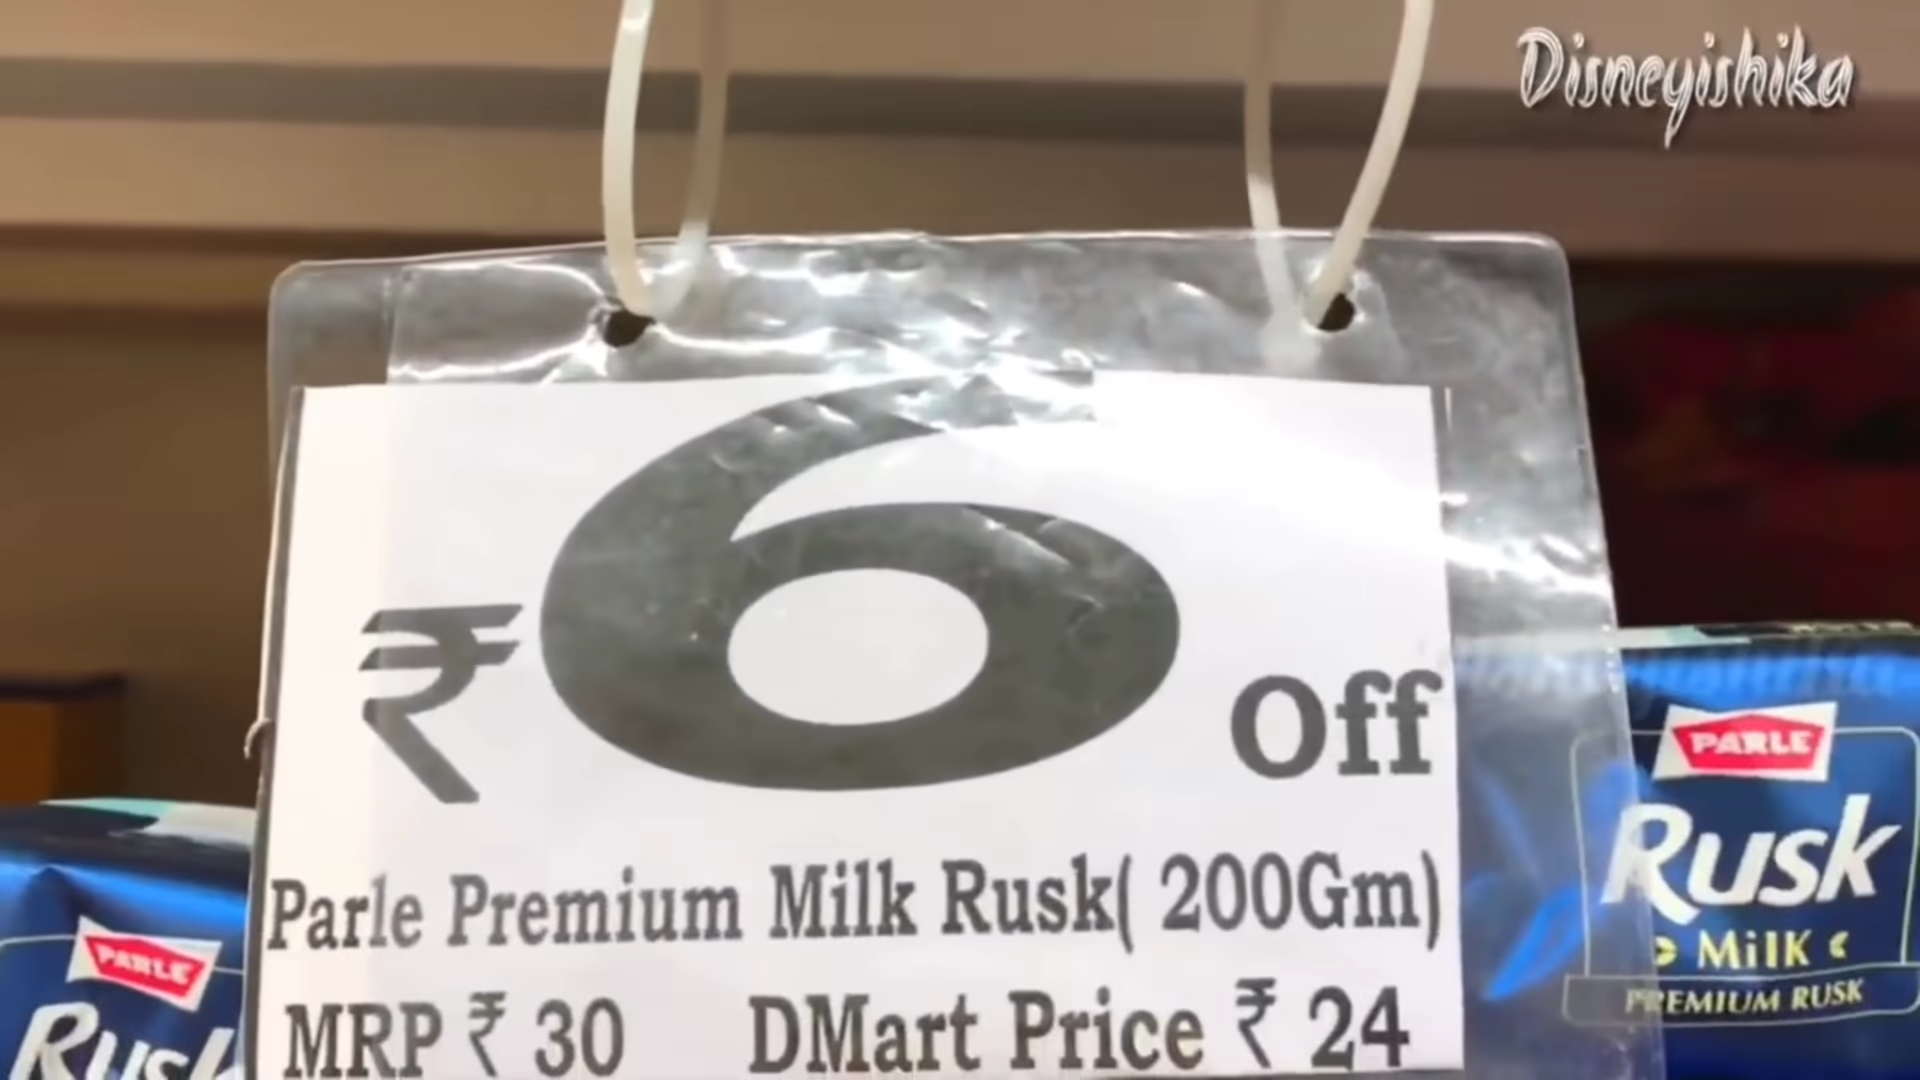 Disneyishika
₹6 Off
Parle Premium Milk Rusk( 200Gm)
MRP ₹ 30 DMart Price ₹ 24
PARLE
Rusk
MilK
PREMIUM RUSK
PARLE
Rusk